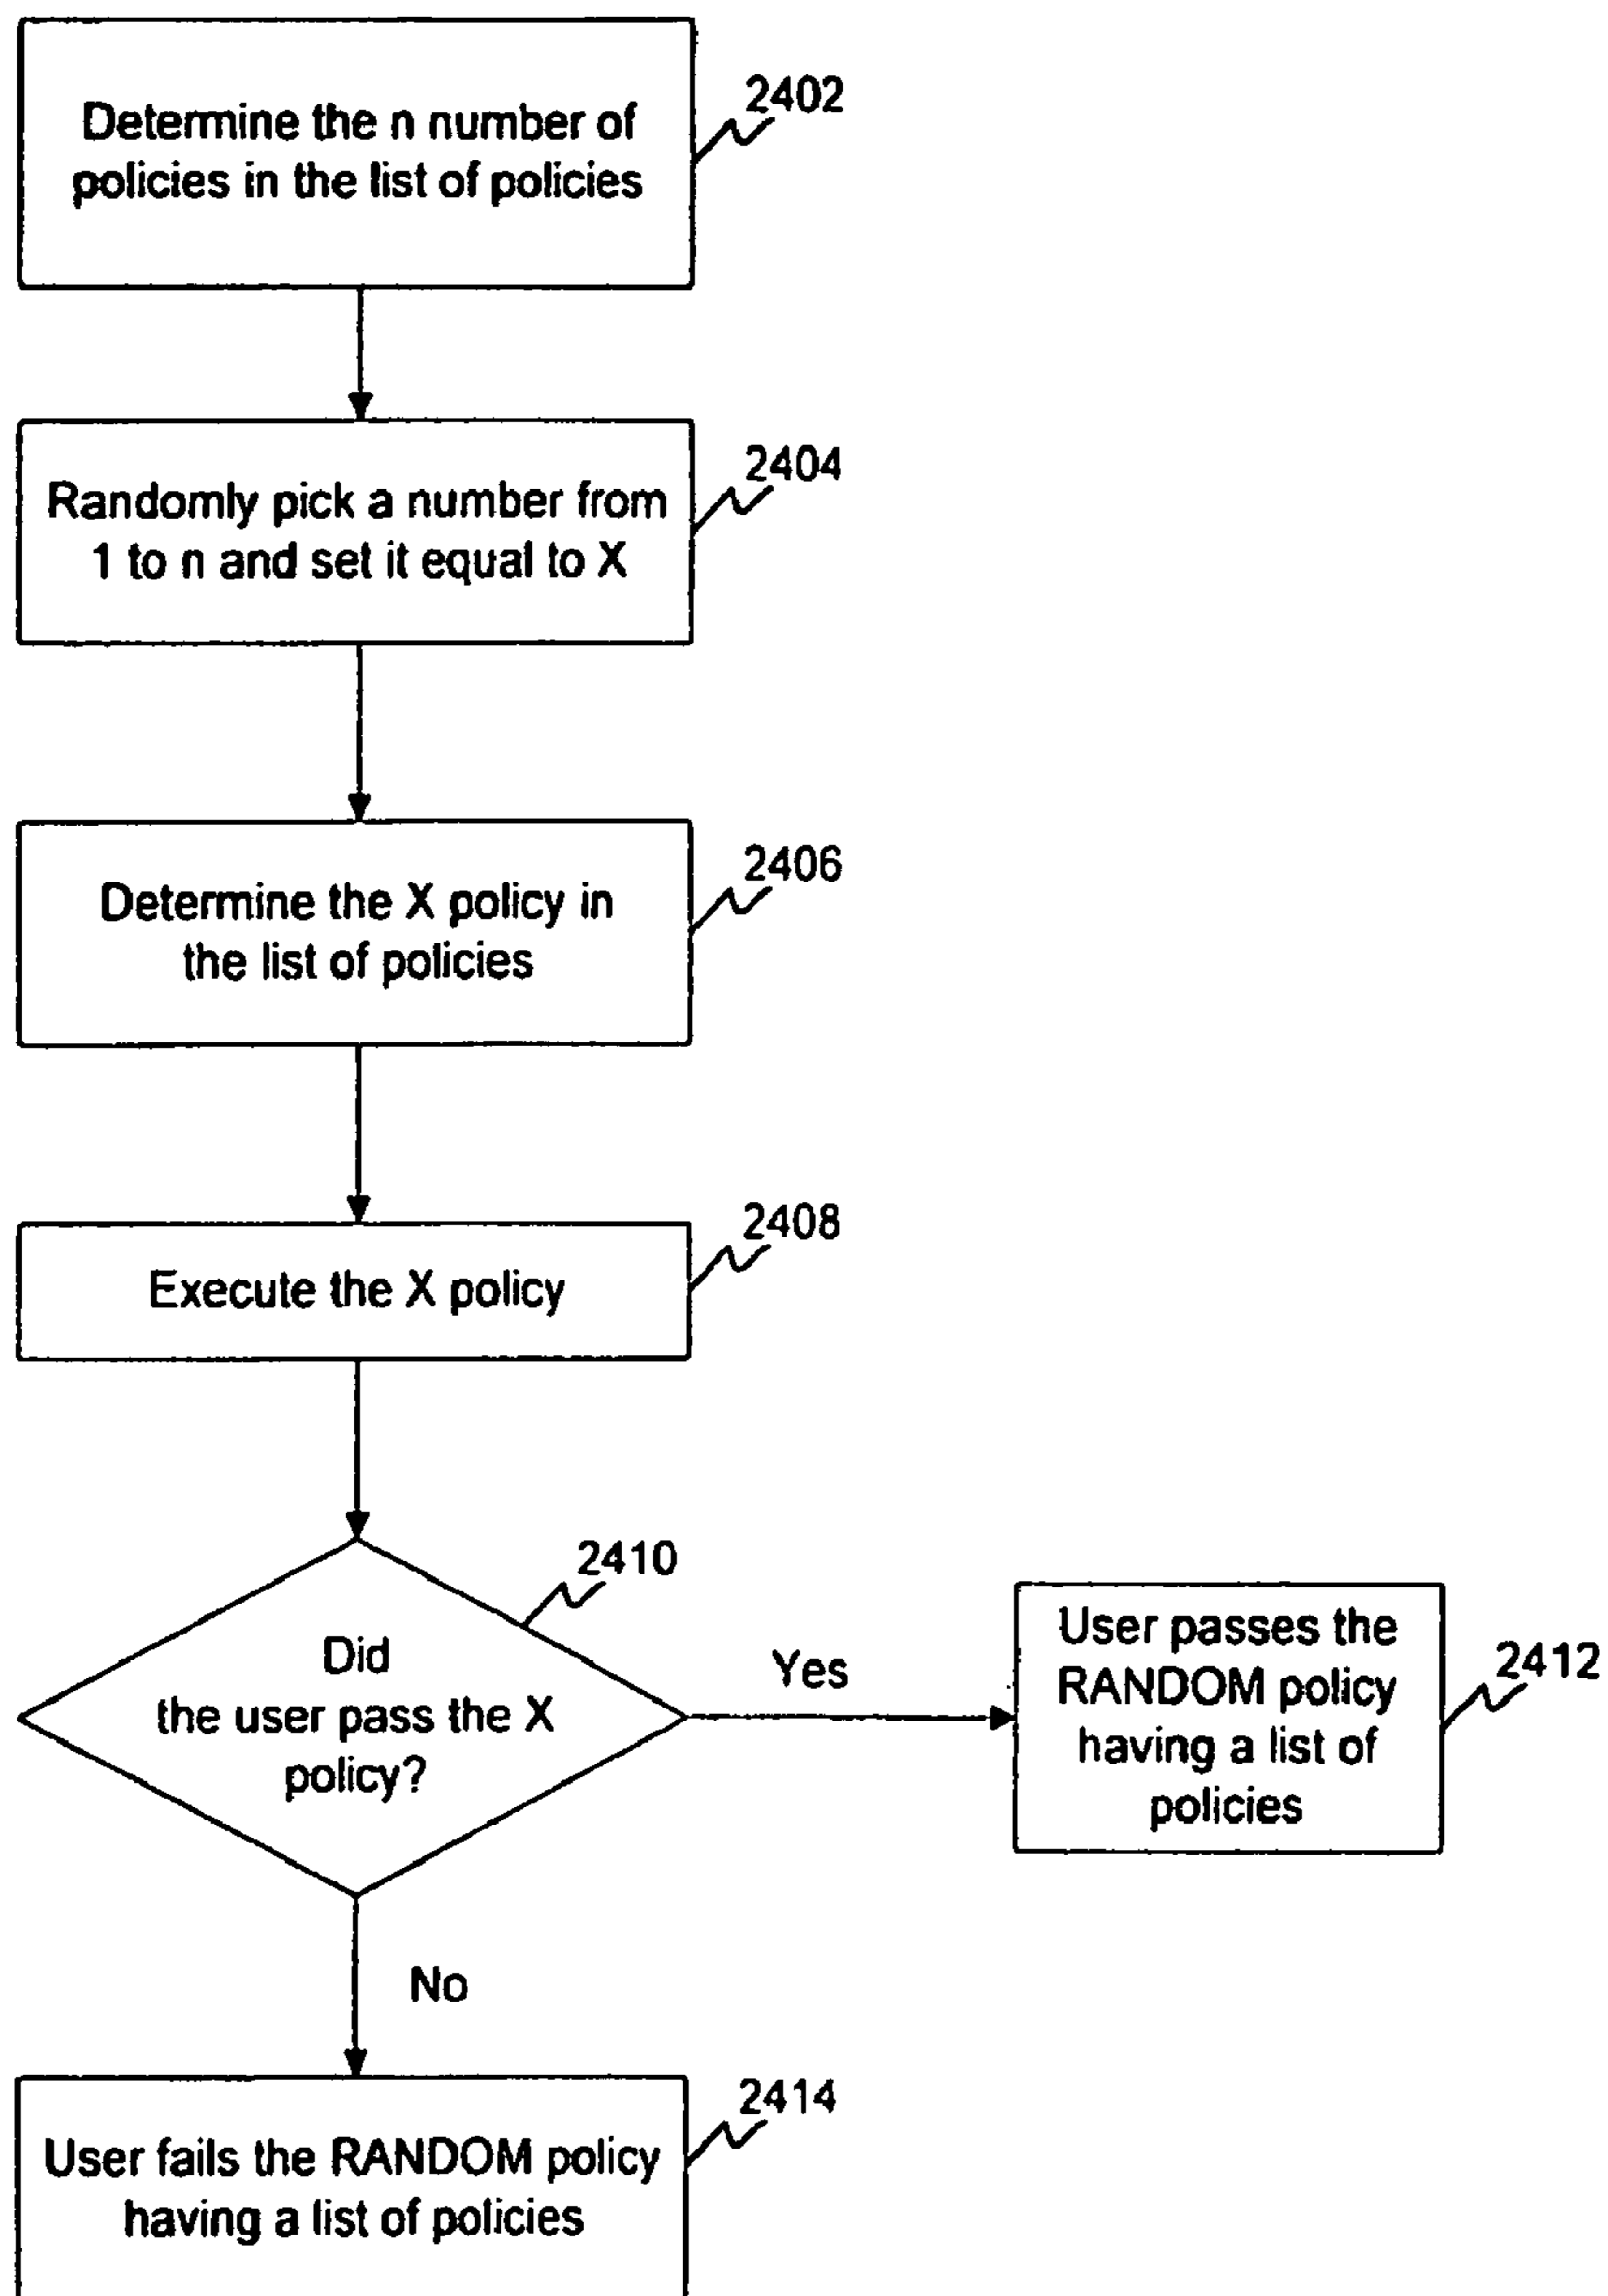 2402
Determine the n number of
policies in the list of policies
2404
Randomly pick a number from
1 to n and set it equal to X
2406
Determine the X policy in
the list of policies
2408
Execute the X policy
2410
Did
the user pass the X
policy?
Yes
User passes the
RANDOM policy
having a list of
policies
2412
No
2414
User fails the RANDOM policy
having a list of policies